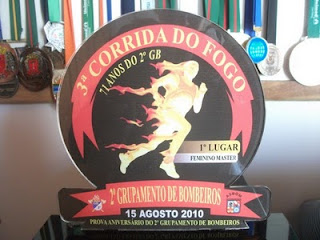 3ª CORRIDA DO FOGO
71 ANOS DO 2º GB
1º LUGAR
FEMININO MASTER
2º GRUPAMENTO DE BOMBEIROS
15 AGOSTO 2010
PROVA ANIVERSÁRIO DO 2º GRUPAMENTO DE BOMBEIROS